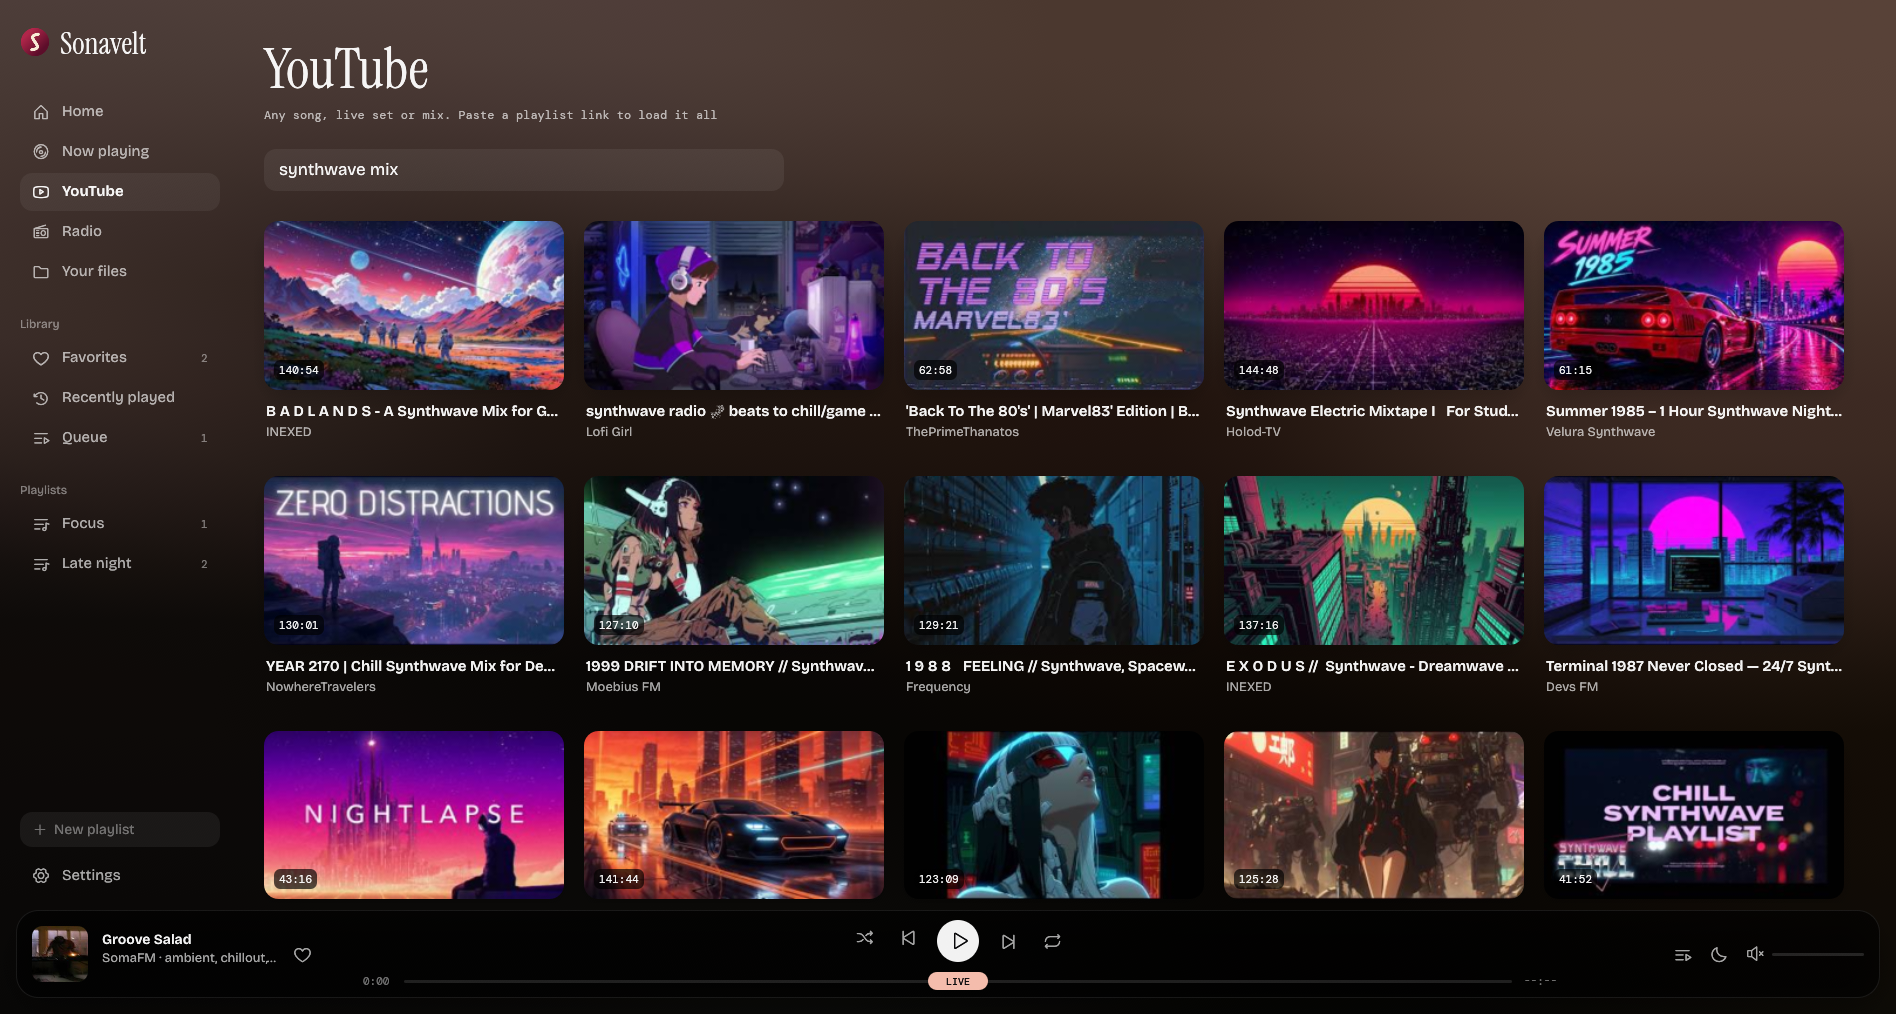 Sonavelt
Home
Now playing
YouTube
Radio
Your files
Library
Favorites 2
Recently played
Queue 1
Playlists
Focus 1
Late night 2
+ New playlist
Settings
YouTube
Any song, live set or mix. Paste a playlist link to load it all
synthwave mix
140:54
B A D L A N D S - A Synthwave Mix for G...
INEXED
synthwave radio 🌌 beats to chill/game ...
Lofi Girl
BACK TO
THE 80'S
MARVEL83'
62:58
'Back To The 80's' | Marvel83' Edition | B...
ThePrimeThanatos
144:48
Synthwave Electric Mixtape I For Stud...
Holod-TV
SUMMER
1985
61:15
Summer 1985 – 1 Hour Synthwave Night...
Velura Synthwave
ZERO DISTRACTIONS
130:01
YEAR 2170 | Chill Synthwave Mix for De...
NowhereTravelers
127:10
1999 DRIFT INTO MEMORY // Synthwav...
Moebius FM
129:21
1 9 8 8 FEELING // Synthwave, Spacew...
Frequency
137:16
E X O D U S // Synthwave - Dreamwave ...
INEXED
Terminal 1987 Never Closed — 24/7 Synt...
Devs FM
NIGHTLAPSE
43:16
141:44
123:09
125:28
CHILL
SYNTHWAVE
PLAYLIST
SYNTHWAVE
CHILL
41:52
Groove Salad
SomaFM · ambient, chillout,...
0:00
LIVE
--:--